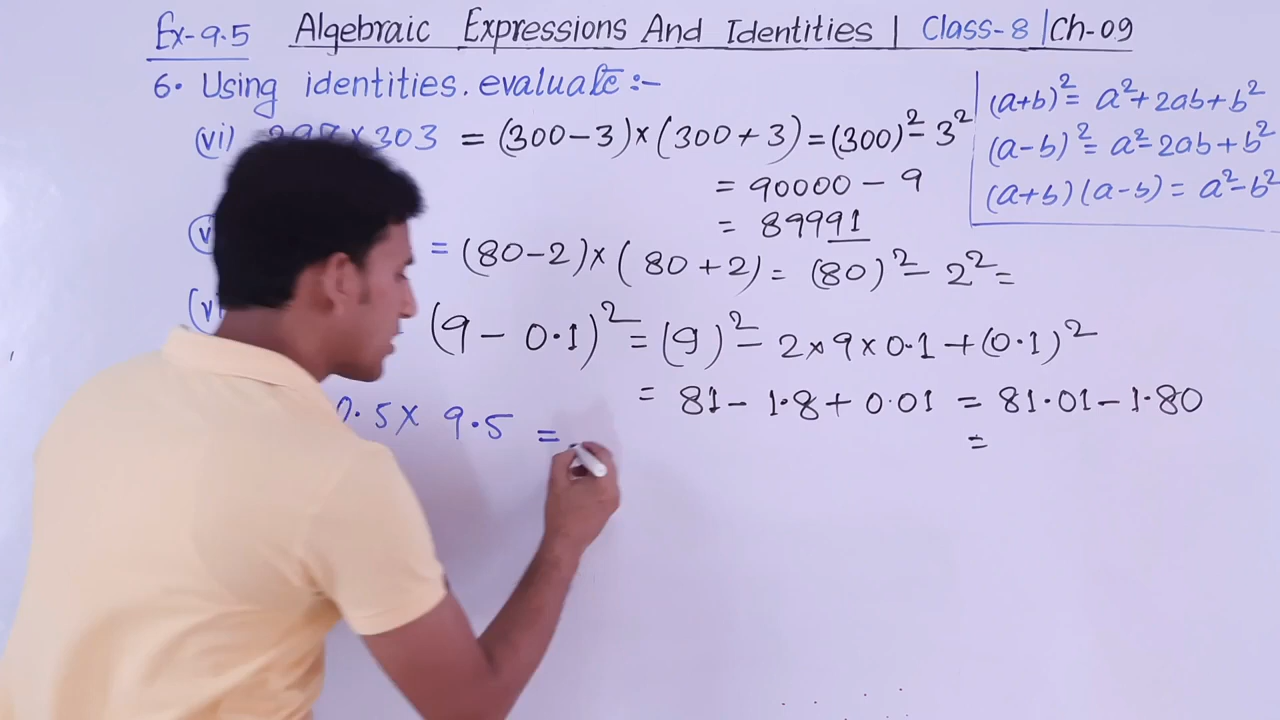 Ex-9.5 Algebraic Expressions And Identities | Class-8 | Ch-09
6. Using identities. evaluate :-
(a+b)² = a²+2ab+b²
(a-b)² = a²-2ab+b²
(a+b)(a-b) = a²-b²
(vi) 297 × 303 = (300-3)×(300+3) = (300)² - 3²
= 90000 - 9
= 89991
= (80-2)×(80+2) = (80)² - 2² =
(9 - 0.1)² = (9)² - 2×9×0.1 + (0.1)²
= 81 - 1.8 + 0.01 = 81.01 - 1.80
.5 × 9.5 =
=